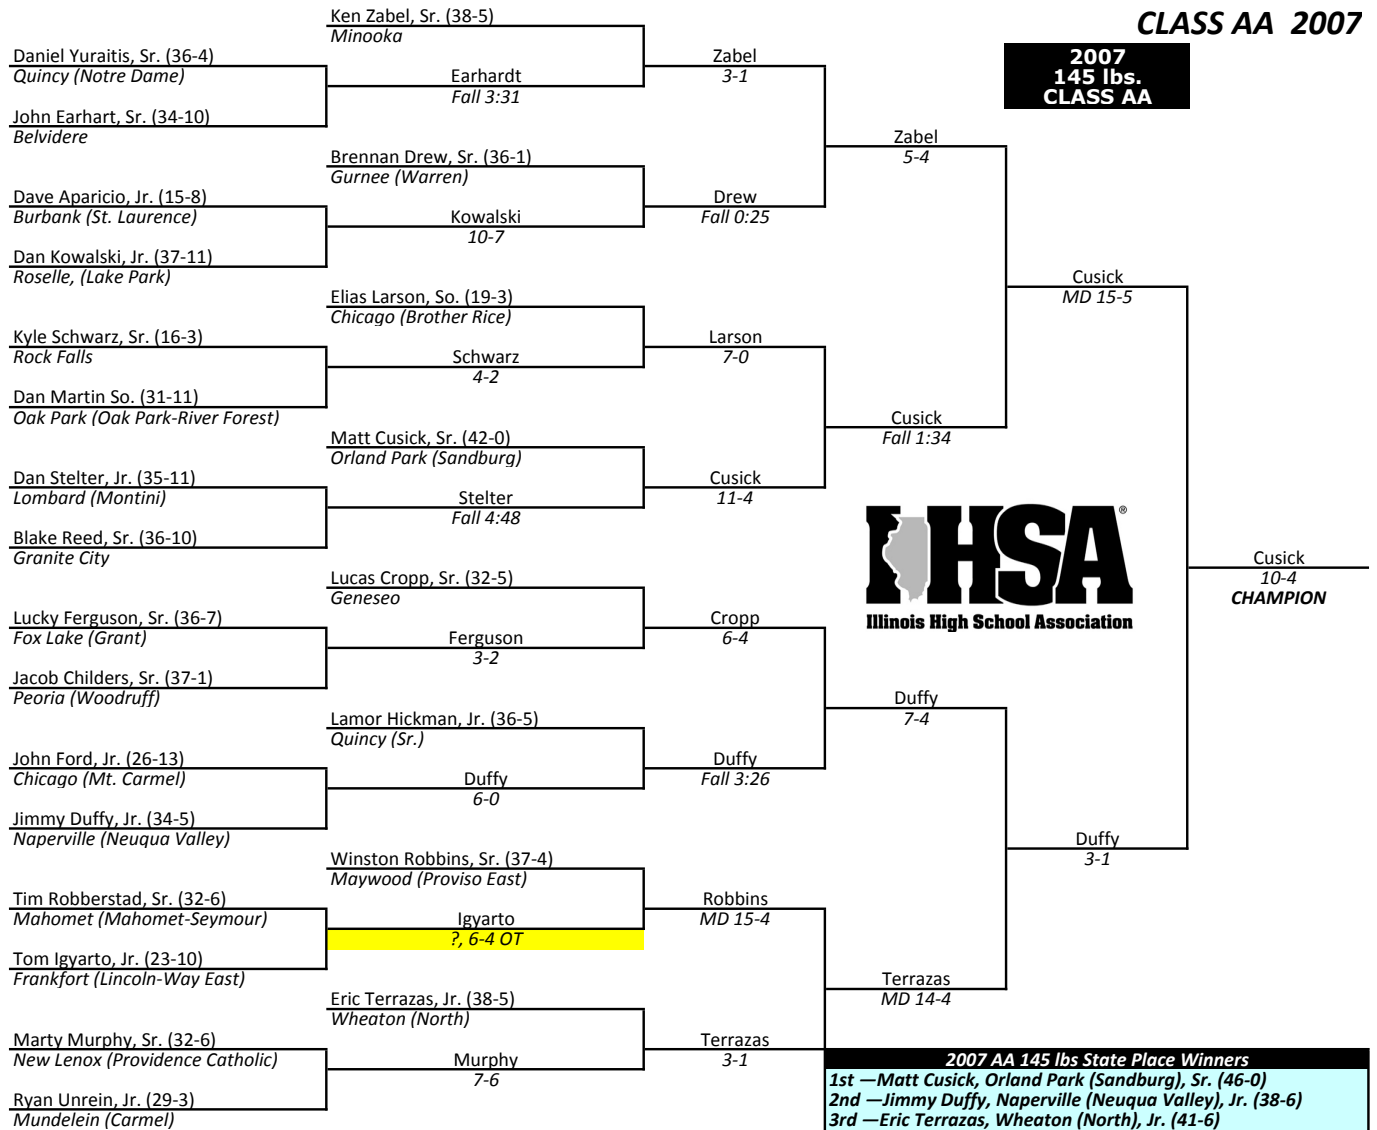 CLASS AA 2007
2007
145 lbs.
CLASS AA
Ken Zabel, Sr. (38-5)
Minooka
Daniel Yuraitis, Sr. (36-4)
Quincy (Notre Dame)
Earhardt
Fall 3:31
John Earhart, Sr. (34-10)
Belvidere
Zabel
3-1
Brennan Drew, Sr. (36-1)
Gurnee (Warren)
Dave Aparicio, Jr. (15-8)
Burbank (St. Laurence)
Kowalski
10-7
Dan Kowalski, Jr. (37-11)
Roselle, (Lake Park)
Drew
Fall 0:25
Zabel
5-4
Elias Larson, So. (19-3)
Chicago (Brother Rice)
Kyle Schwarz, Sr. (16-3)
Rock Falls
Schwarz
4-2
Dan Martin So. (31-11)
Oak Park (Oak Park-River Forest)
Larson
7-0
Matt Cusick, Sr. (42-0)
Orland Park (Sandburg)
Dan Stelter, Jr. (35-11)
Lombard (Montini)
Stelter
Fall 4:48
Blake Reed, Sr. (36-10)
Granite City
Cusick
11-4
Cusick
Fall 1:34
Cusick
MD 15-5
IHSA®
Illinois High School Association
Lucas Cropp, Sr. (32-5)
Geneseo
Lucky Ferguson, Sr. (36-7)
Fox Lake (Grant)
Ferguson
3-2
Jacob Childers, Sr. (37-1)
Peoria (Woodruff)
Cropp
6-4
Lamor Hickman, Jr. (36-5)
Quincy (Sr.)
John Ford, Jr. (26-13)
Chicago (Mt. Carmel)
Duffy
6-0
Jimmy Duffy, Jr. (34-5)
Naperville (Neuqua Valley)
Duffy
Fall 3:26
Duffy
7-4
Winston Robbins, Sr. (37-4)
Maywood (Proviso East)
Tim Robberstad, Sr. (32-6)
Mahomet (Mahomet-Seymour)
Igyarto
?, 6-4 OT
Tom Igyarto, Jr. (23-10)
Frankfort (Lincoln-Way East)
Robbins
MD 15-4
Eric Terrazas, Jr. (38-5)
Wheaton (North)
Marty Murphy, Sr. (32-6)
New Lenox (Providence Catholic)
Murphy
7-6
Ryan Unrein, Jr. (29-3)
Mundelein (Carmel)
Terrazas
3-1
Terrazas
MD 14-4
Duffy
3-1
Cusick
10-4
CHAMPION
2007 AA 145 lbs State Place Winners
1st —Matt Cusick, Orland Park (Sandburg), Sr. (46-0)
2nd —Jimmy Duffy, Naperville (Neuqua Valley), Jr. (38-6)
3rd —Eric Terrazas, Wheaton (North), Jr. (41-6)